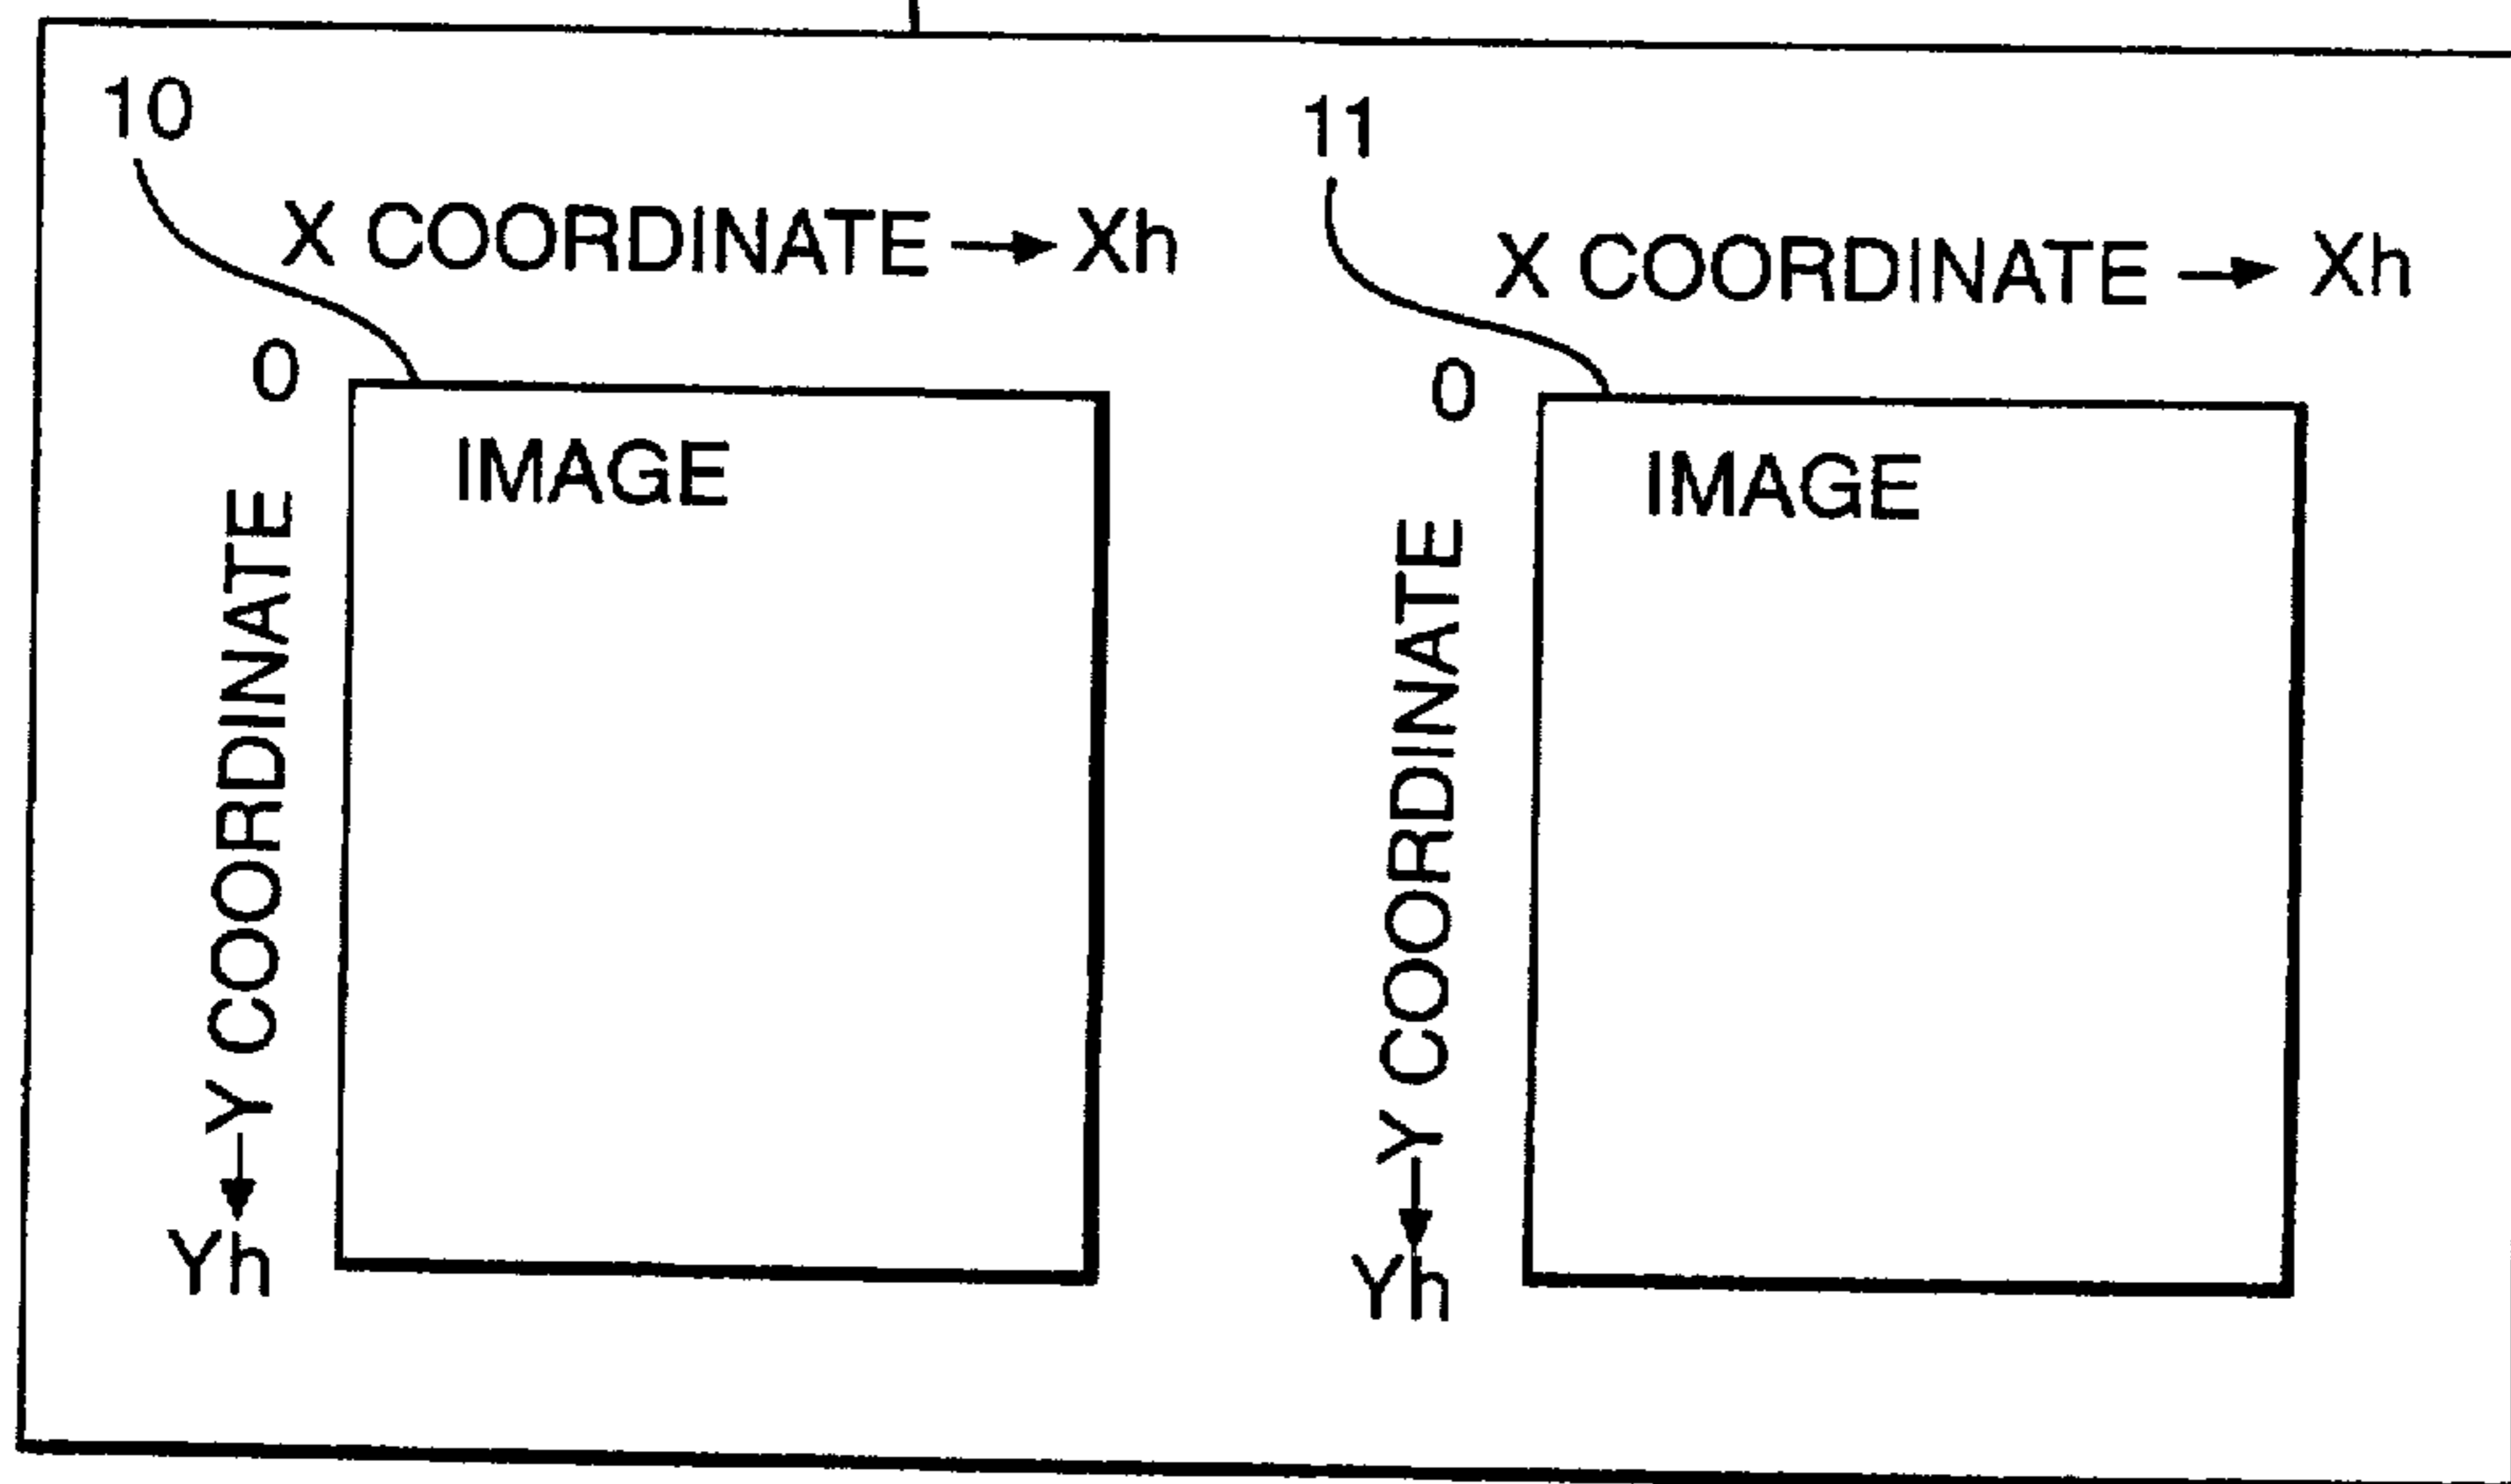 10
X COORDINATE → Xh
0
IMAGE
Y COORDINATE
Yh
11
X COORDINATE → Xh
0
IMAGE
Y COORDINATE
Yh